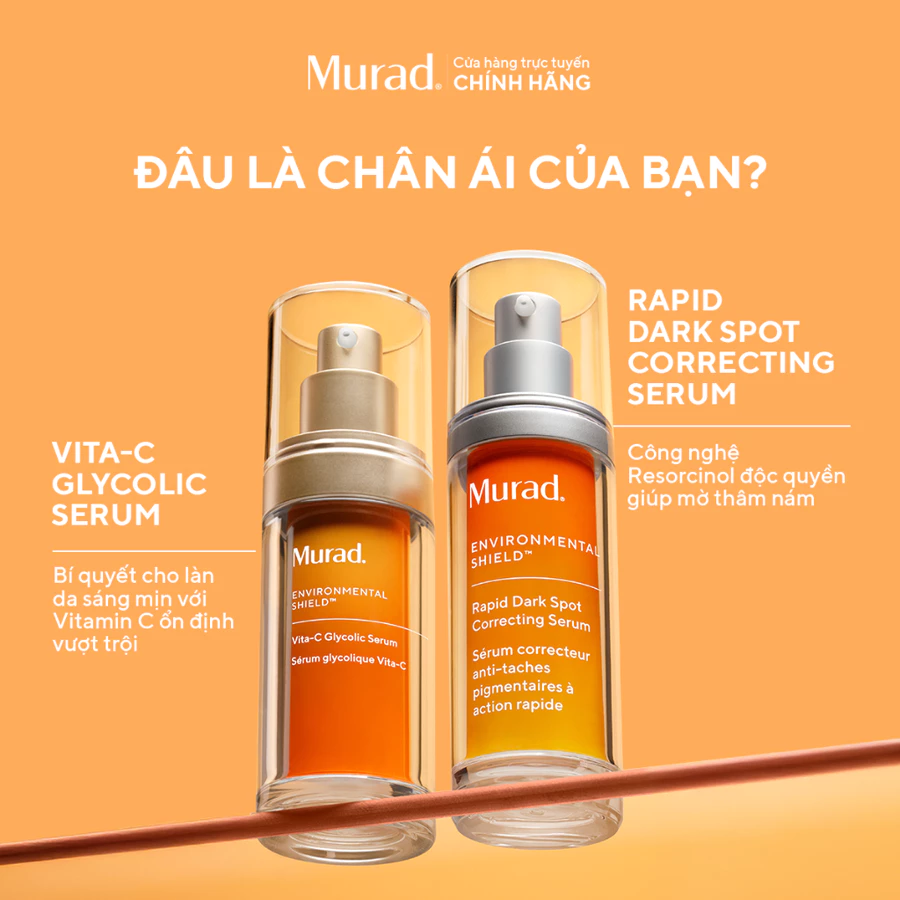 Murad.
Cửa hàng trực tuyến
CHÍNH HÃNG
ĐÂU LÀ CHÂN ÁI CỦA BẠN?
RAPID
DARK SPOT
CORRECTING
SERUM
Công nghệ
Resorcinol độc quyền
giúp mờ thâm nám
VITA-C
GLYCOLIC
SERUM
Bí quyết cho làn
da sáng mịn với
Vitamin C ổn định
vượt trội
Murad.
ENVIRONMENTAL
SHIELD™
Vita-C Glycolic Serum
Sérum glycolique Vita-C
Murad.
ENVIRONMENTAL
SHIELD™
Rapid Dark Spot
Correcting Serum
Sérum correcteur
anti-taches
pigmentaires à
action rapide